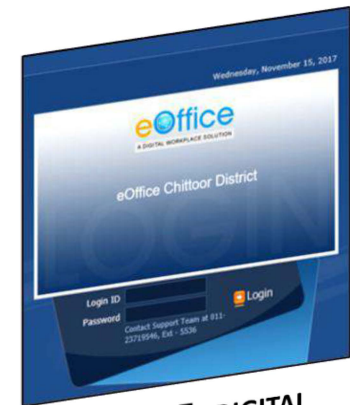 Wednesday, November 15, 2017
eOffice
A DIGITAL WORKPLACE SOLUTION
eOffice Chittoor District
LOGIN
Login ID
Login
Password
Contact Support Team at 011-
23719546, Ext - 5536
DIGITAL